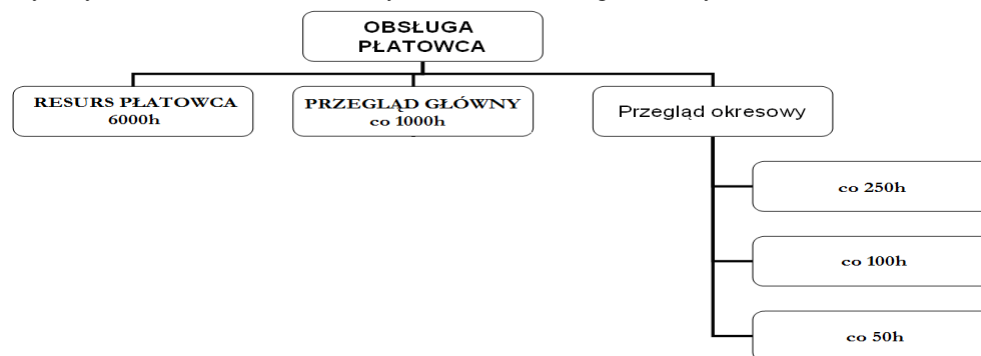 OBSŁUGA
PŁATOWCA
RESURS PŁATOWCA
6000h
PRZEGLĄD GŁÓWNY
co 1000h
Przegląd okresowy
co 250h
co 100h
co 50h